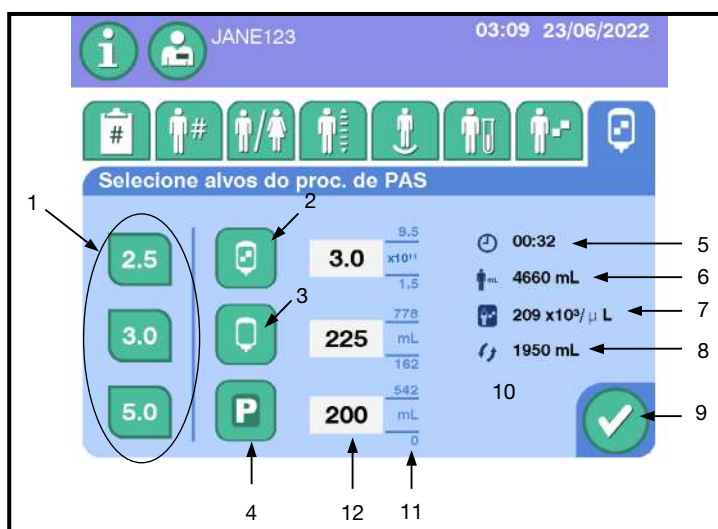 JANE123
03:09 23/06/2022
# # /
Selecione alvos do proc. de PAS
1
2
3
2.5
3.0
5.0
P
3.0
9.5
x10¹¹
1.5
225
778
mL
162
200
542
mL
0
00:32
mL
4660 mL
209 x10³/μ L
1950 mL
5
6
7
8
9
10
4
12
11